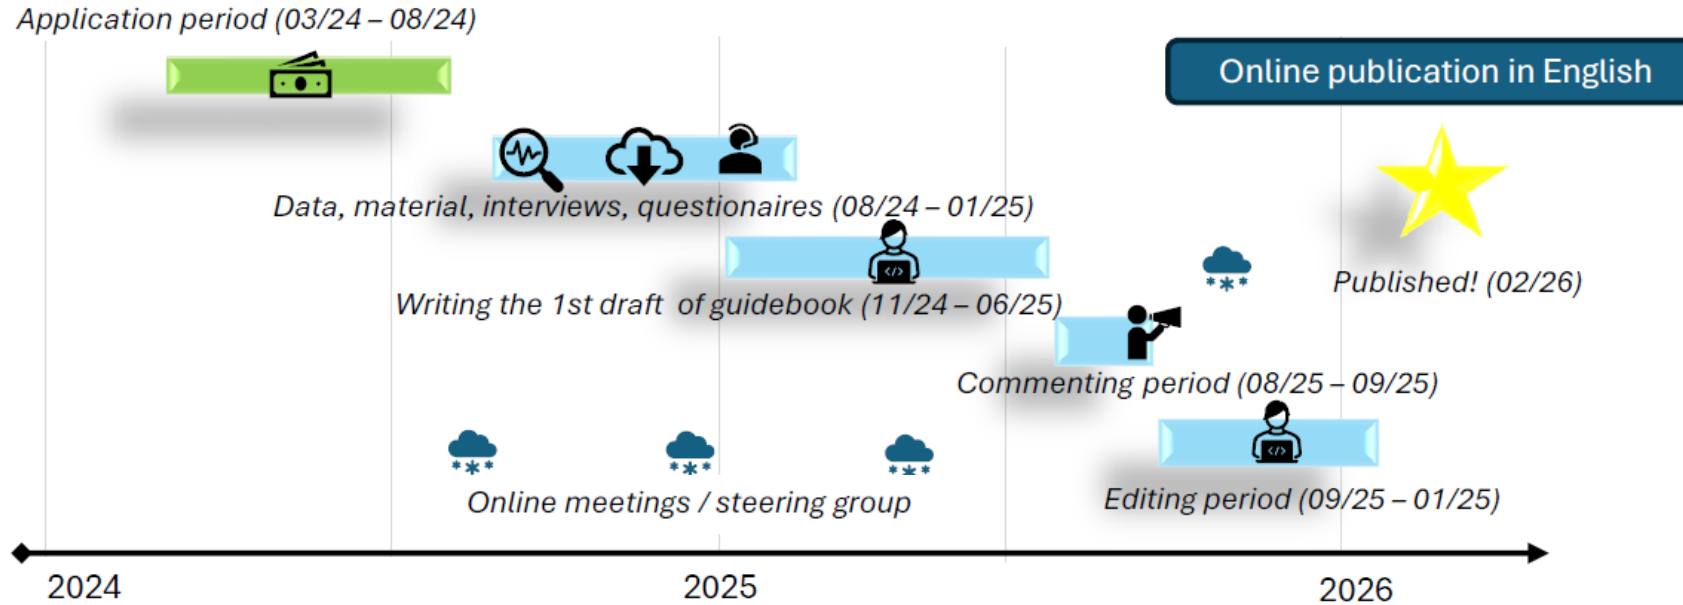 Application period (03/24 – 08/24)
Online publication in English
Data, material, interviews, questionaires (08/24 – 01/25)
Published! (02/26)
Writing the 1st draft  of guidebook (11/24 – 06/25)
Commenting period (08/25 – 09/25)
Online meetings / steering group
Editing period (09/25 – 01/25)
2024
2025
2026